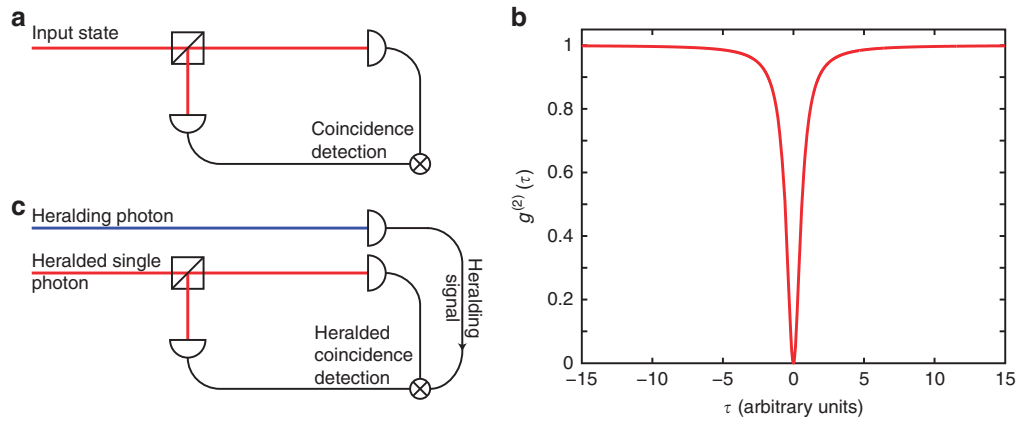 a
Input state
Coincidence
detection
c
Heralding photon
Heralded single
photon
Heralding
signal
Heralded
coincidence
detection
b
1
0.8
0.6
0.4
0.2
0
g^(2) (τ)
−15
−10
−5
0
5
10
15
τ (arbitrary units)